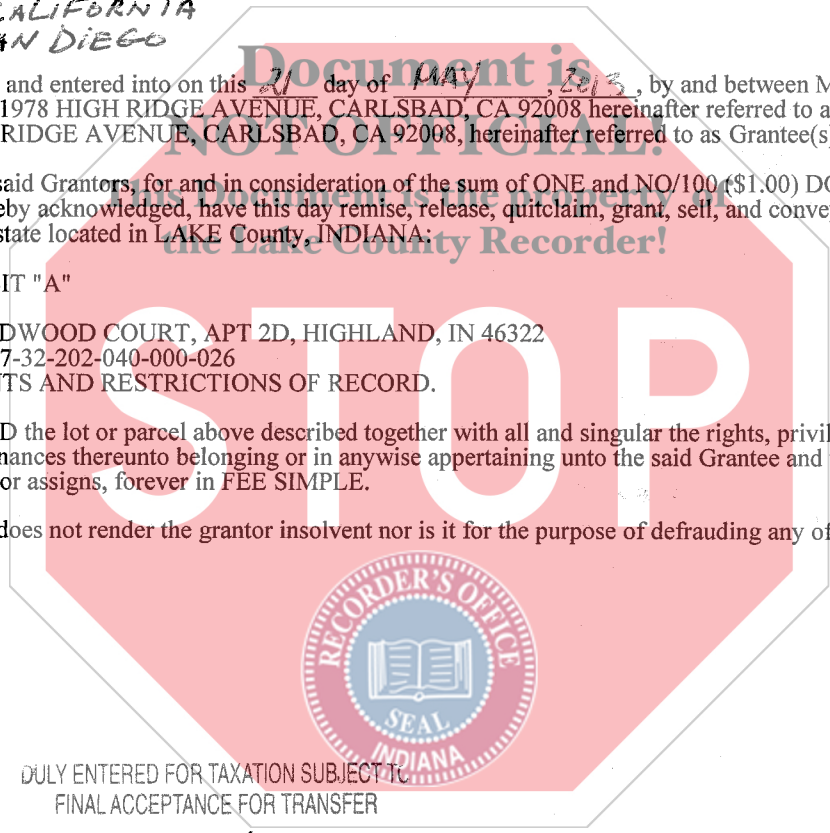 CALIFORNIA
AN DIEGO
Document is
and entered into on this 21 day of MAY, 2013, by and between M
1978 HIGH RIDGE AVENUE, CARLSBAD, CA 92008 hereinafter referred to a
NOT OFFICIAL!
RIDGE AVENUE, CARLSBAD, CA 92008, hereinafter referred to as Grantee(s
said Grantors, for and in consideration of the sum of ONE and NO/100 ($1.00) DO
This Document is the property of
eby acknowledged, have this day remise, release, quitclaim, grant, sell, and convey
state located in LAKE County, INDIANA:
the Lake County Recorder!
IT "A"
DWOOD COURT, APT 2D, HIGHLAND, IN 46322
7-32-202-040-000-026
TS AND RESTRICTIONS OF RECORD.
STOP
D the lot or parcel above described together with all and singular the rights, privil
nances thereunto belonging or in anywise appertaining unto the said Grantee and
or assigns, forever in FEE SIMPLE.
does not render the grantor insolvent nor is it for the purpose of defrauding any of
RECORDER'S OFFICE
SEAL
INDIANA
DULY ENTERED FOR TAXATION SUBJECT TO
FINAL ACCEPTANCE FOR TRANSFER